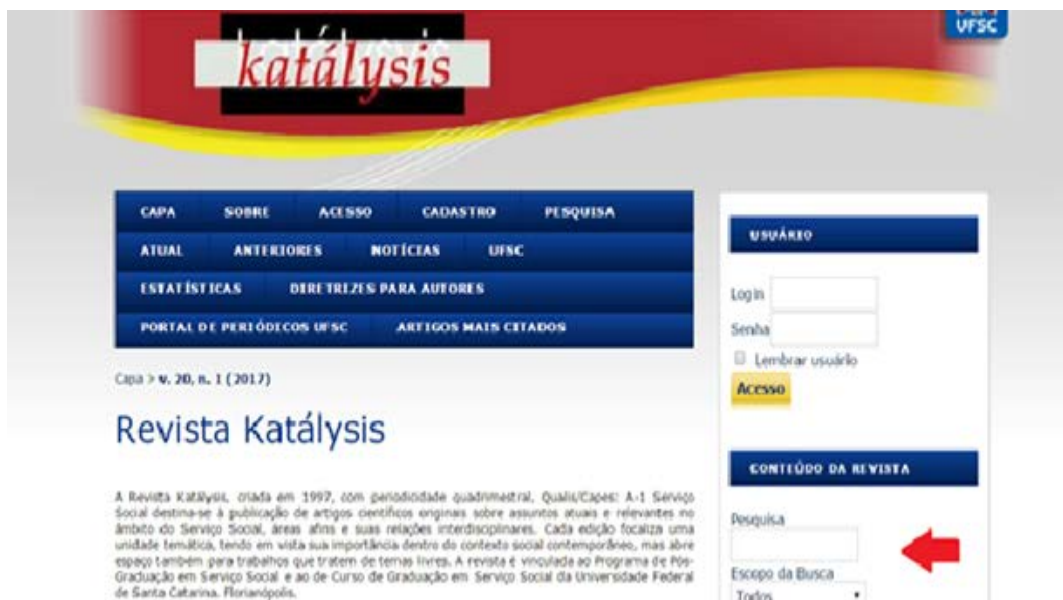 katálysis
UFSC
CAPA SOBRE ACESSO CADASTRO PESQUISA
ATUAL ANTERIORES NOTÍCIAS UFSC
ESTATÍSTICAS DIRETRIZES PARA AUTORES
PORTAL DE PERIÓDICOS UFSC ARTIGOS MAIS CITADOS
Capa > v. 20, n. 1 (2017)
Revista Katálysis
A Revista Katálysis, criada em 1997, com periodicidade quadrimestral, Qualis/Capes: A-1 Serviço
Social destina-se à publicação de artigos científicos originais sobre assuntos atuais e relevantes no
âmbito do Serviço Social, áreas afins e suas relações interdisciplinares. Cada edição focaliza uma
unidade temática, tendo em vista sua importância dentro do contexto social contemporâneo, mas abre
espaço também para trabalhos que tratem de temas livres. A revista é vinculada ao Programa de Pós-
Graduação em Serviço Social e ao de Curso de Graduação em Serviço Social da Universidade Federal
de Santa Catarina. Florianópolis.
USUÁRIO
Login
Senha
Lembrar usuário
Acesso
CONTEÚDO DA REVISTA
Pesquisa
Escopo da Busca
Todos